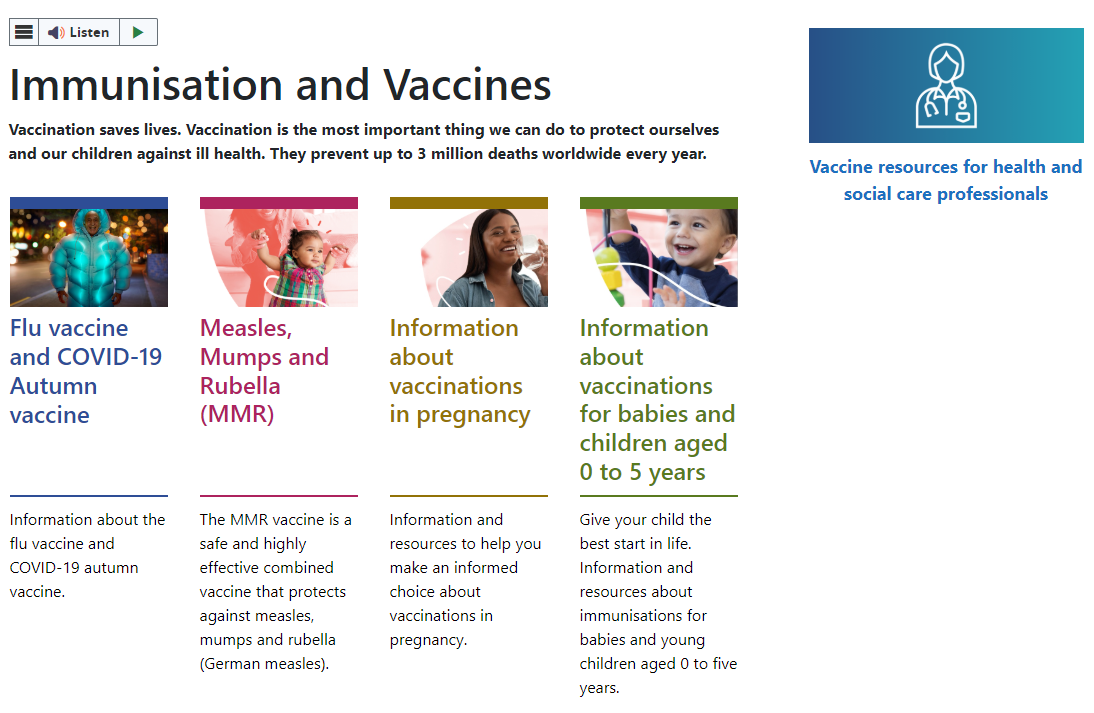 Listen
Immunisation and Vaccines
Vaccination saves lives. Vaccination is the most important thing we can do to protect ourselves
and our children against ill health. They prevent up to 3 million deaths worldwide every year.
Vaccine resources for health and
social care professionals
Flu vaccine
and COVID-19
Autumn
vaccine
Information about the
flu vaccine and
COVID-19 autumn
vaccine.
Measles,
Mumps and
Rubella
(MMR)
The MMR vaccine is a
safe and highly
effective combined
vaccine that protects
against measles,
mumps and rubella
(German measles).
Information
about
vaccinations
in pregnancy
Information and
resources to help you
make an informed
choice about
vaccinations in
pregnancy.
Information
about
vaccinations
for babies and
children aged
0 to 5 years
Give your child the
best start in life.
Information and
resources about
immunisations for
babies and young
children aged 0 to five
years.